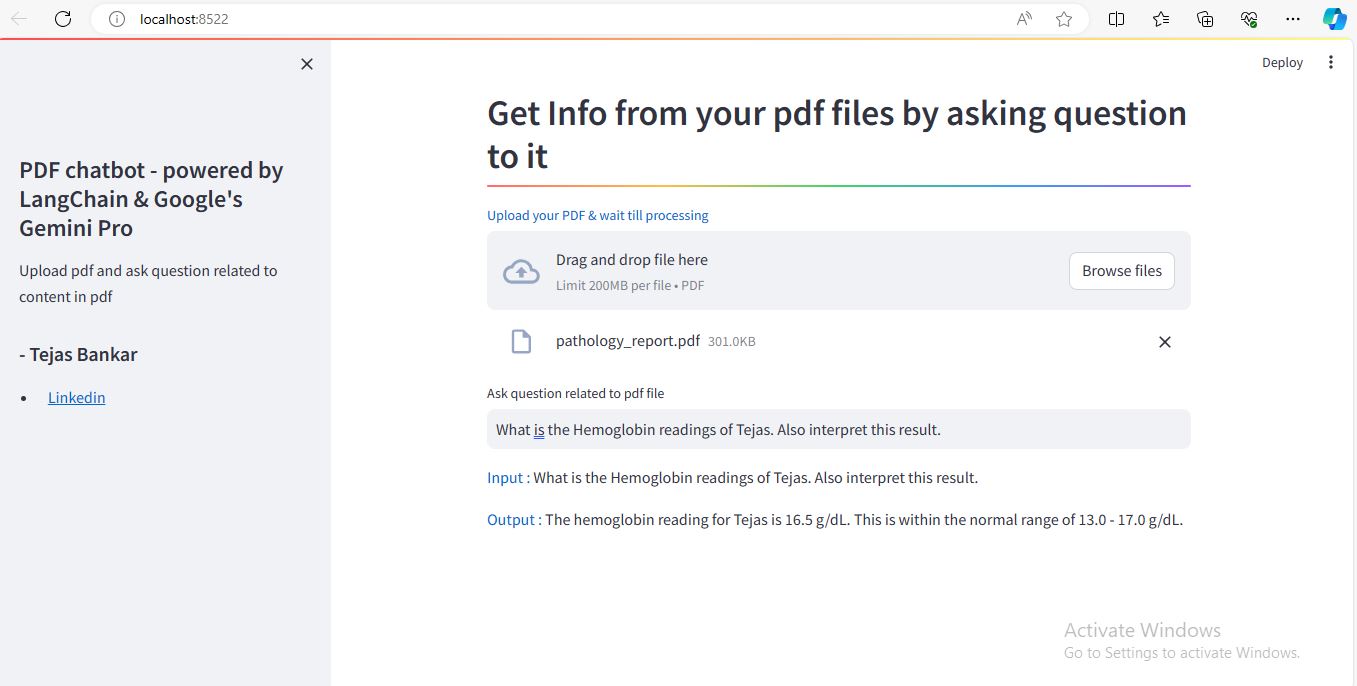 localhost:8522
Deploy
PDF chatbot - powered by
LangChain & Google's
Gemini Pro
Upload pdf and ask question related to
content in pdf
- Tejas Bankar
Linkedin
Get Info from your pdf files by asking question
to it
Upload your PDF & wait till processing
Drag and drop file here
Limit 200MB per file • PDF
Browse files
pathology_report.pdf 301.0KB
Ask question related to pdf file
What is the Hemoglobin readings of Tejas. Also interpret this result.
Input : What is the Hemoglobin readings of Tejas. Also interpret this result.
Output : The hemoglobin reading for Tejas is 16.5 g/dL. This is within the normal range of 13.0 - 17.0 g/dL.
Activate Windows
Go to Settings to activate Windows.